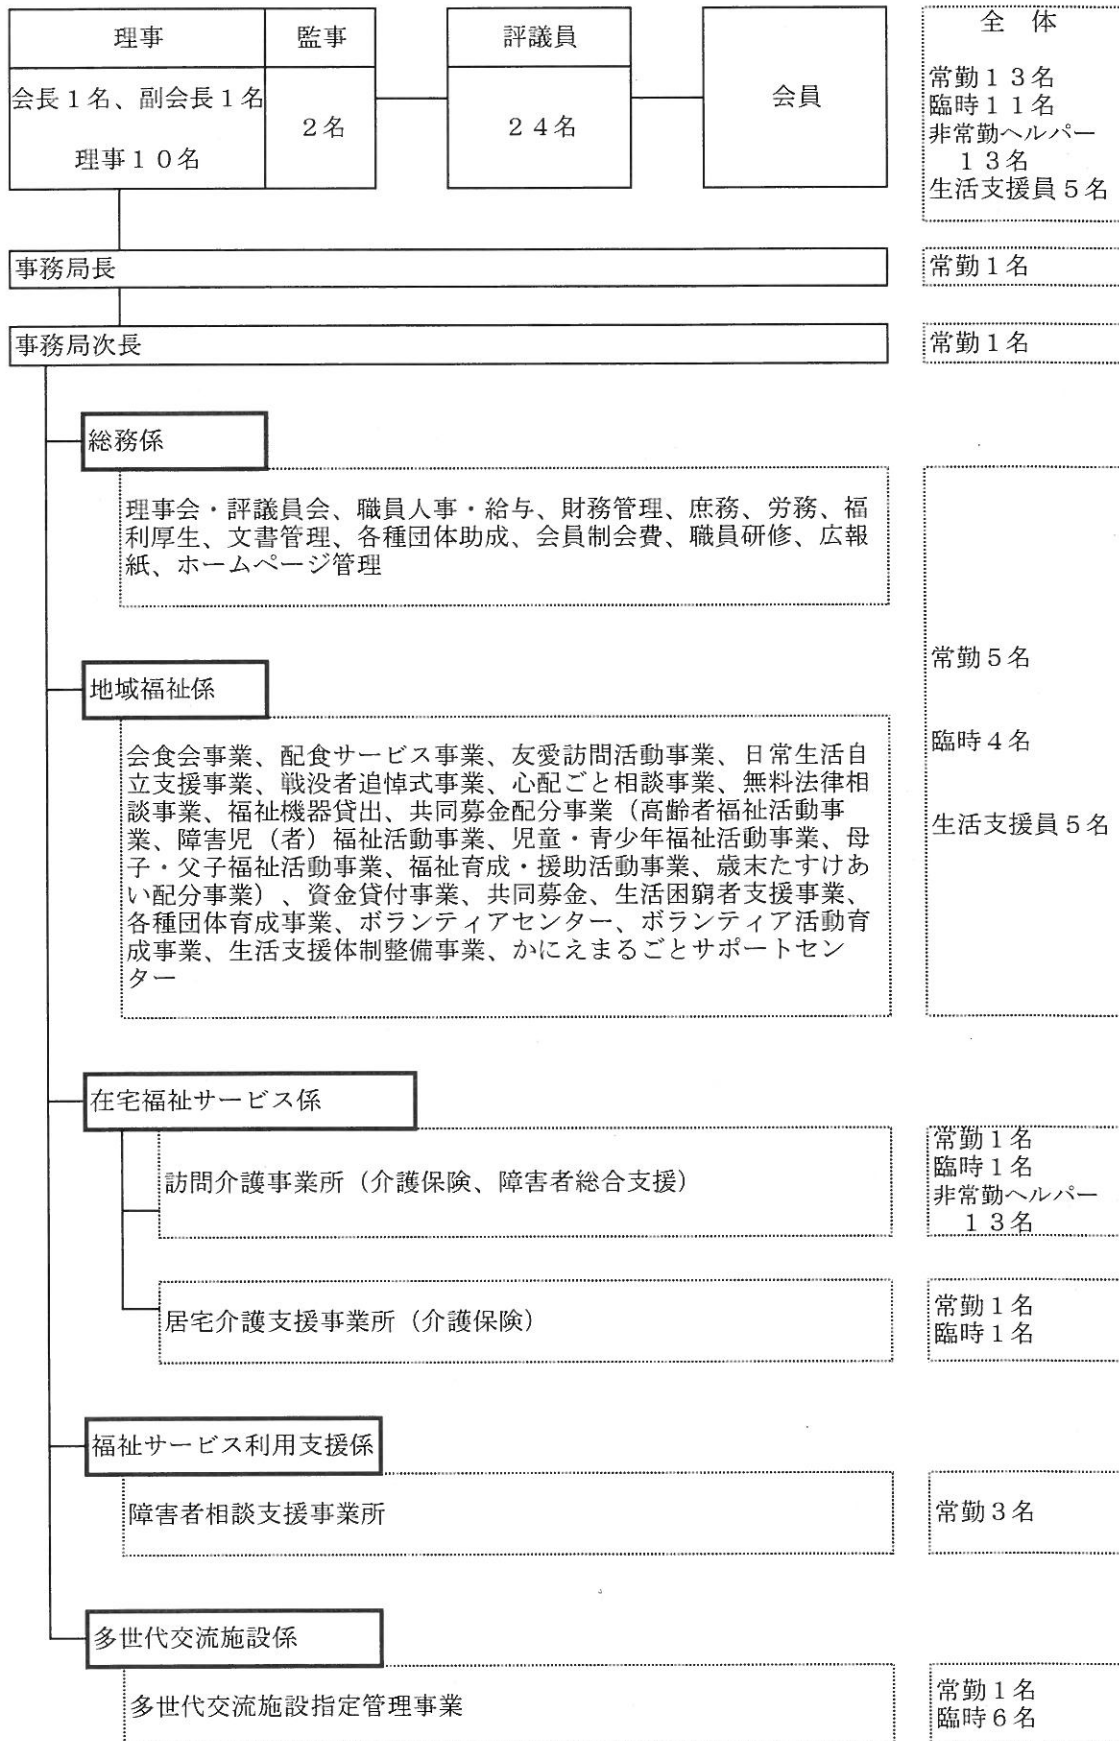 理事
監事
評議員
会員
全 体
会長１名、副会長１名
理事１０名
２名
２４名
常勤１３名
臨時１１名
非常勤ヘルパー
１３名
生活支援員５名
事務局長
常勤１名
事務局次長
常勤１名
総務係
理事会・評議員会、職員人事・給与、財務管理、庶務、労務、福
利厚生、文書管理、各種団体助成、会員制会費、職員研修、広報
紙、ホームページ管理
地域福祉係
会食会事業、配食サービス事業、友愛訪問活動事業、日常生活自
立支援事業、戦没者追悼式事業、心配ごと相談事業、無料法律相
談事業、福祉機器貸出、共同募金配分事業（高齢者福祉活動事
業、障害児（者）福祉活動事業、児童・青少年福祉活動事業、母
子・父子福祉活動事業、福祉育成・援助活動事業、歳末たすけあ
い配分事業）、資金貸付事業、共同募金、生活困窮者支援事業、
各種団体育成事業、ボランティアセンター、ボランティア活動育
成事業、生活支援体制整備事業、かにえまるごとサポートセン
ター
常勤５名
臨時４名
生活支援員５名
在宅福祉サービス係
訪問介護事業所（介護保険、障害者総合支援）
常勤１名
臨時１名
非常勤ヘルパー
１３名
居宅介護支援事業所（介護保険）
常勤１名
臨時１名
福祉サービス利用支援係
障害者相談支援事業所
常勤３名
多世代交流施設係
多世代交流施設指定管理事業
常勤１名
臨時６名